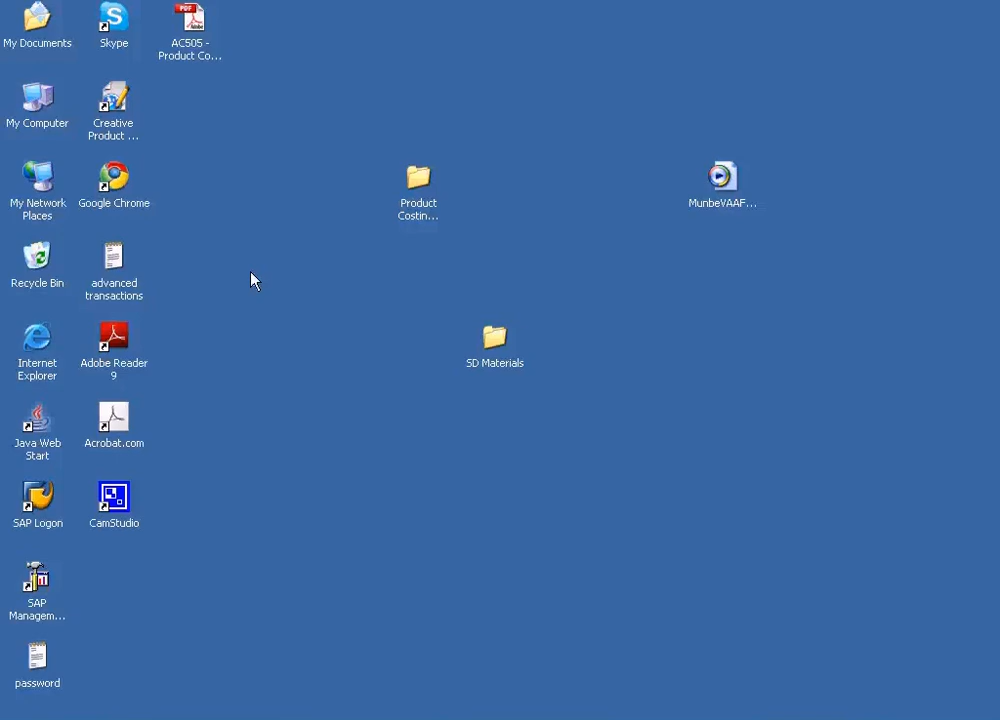 My Documents
Skype
PDF
AC505 -
Product Co...
My Computer
Creative
Product ...
My Network
Places
Google Chrome
Product
Costin...
MunbeVAAF...
Recycle Bin
advanced
transactions
Internet
Explorer
Adobe Reader
9
SD Materials
Java Web
Start
Acrobat.com
SAP Logon
CamStudio
SAP
Managem...
password